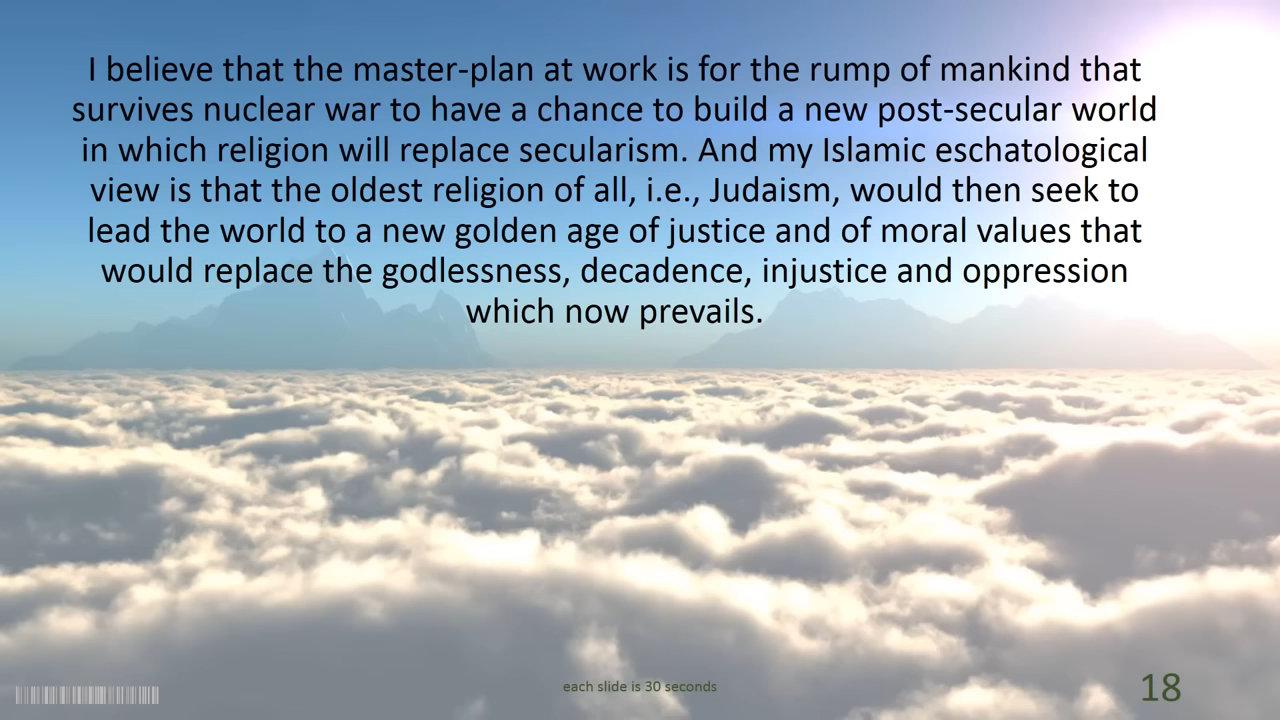 I believe that the master-plan at work is for the rump of mankind that
survives nuclear war to have a chance to build a new post-secular world
in which religion will replace secularism. And my Islamic eschatological
view is that the oldest religion of all, i.e., Judaism, would then seek to
lead the world to a new golden age of justice and of moral values that
would replace the godlessness, decadence, injustice and oppression
which now prevails.
each slide is 30 seconds
18